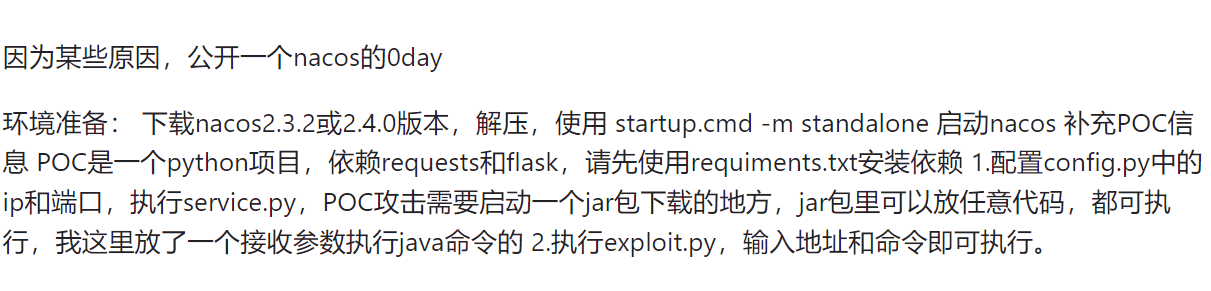 因为某些原因，公开一个nacos的0day
环境准备： 下载nacos2.3.2或2.4.0版本，解压，使用 startup.cmd -m standalone 启动nacos 补充POC信
息 POC是一个python项目，依赖requests和flask，请先使用requiments.txt安装依赖 1.配置config.py中的
ip和端口，执行service.py，POC攻击需要启动一个jar包下载的地方，jar包里可以放任意代码，都可执
行，我这里放了一个接收参数执行java命令的 2.执行exploit.py，输入地址和命令即可执行。